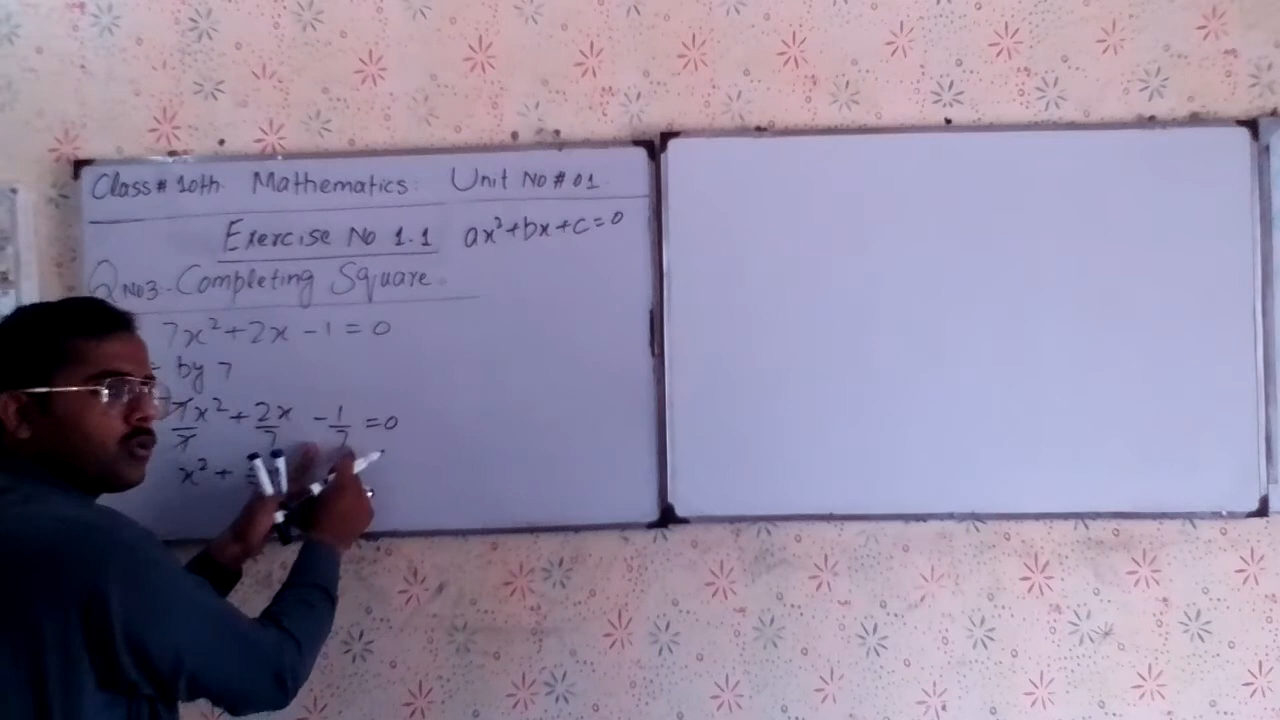 Class# 10th. Mathematics. Unit No # 01.
Exercise No 1.1 ax²+bx+c=0
Q No3. Completing Square.
7x²+2x-1=0
by 7
7x²/7 + 2x/7 - 1/7 = 0
x² +